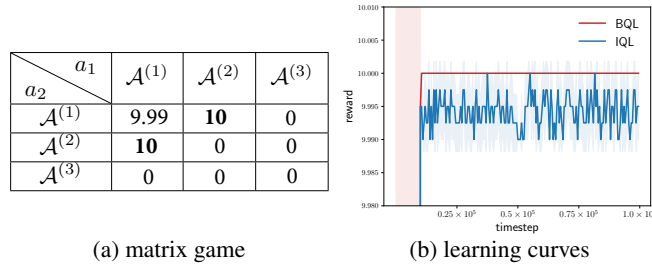 a₁ 𝒜⁽¹⁾ 𝒜⁽²⁾ 𝒜⁽³⁾
a₂
𝒜⁽¹⁾ 9.99 10 0
𝒜⁽²⁾ 10 0 0
𝒜⁽³⁾ 0 0 0
(a) matrix game
10.010
10.005
10.000
9.995
9.990
9.985
9.980
reward
BQL
IQL
0.25 × 10⁵ 0.5 × 10⁵ 0.75 × 10⁵ 1.0 × 1
timestep
(b) learning curves